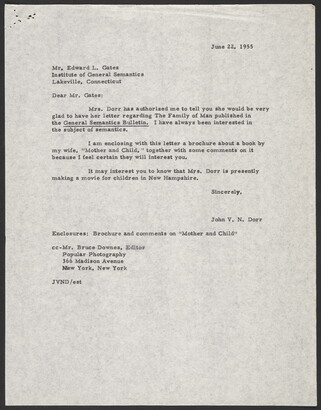 June 22, 1955
Mr. Edward L. Gates
Institute of General Semantics
Lakeville, Connecticut
Dear Mr. Gates:
Mrs. Dorr has authorized me to tell you she would be very
glad to have her letter regarding The Family of Man published in
the General Semantics Bulletin. I have always been interested in
the subject of semantics.
I am enclosing with this letter a brochure about a book by
my wife, "Mother and Child," together with some comments on it
because I feel certain they will interest you.
It may interest you to know that Mrs. Dorr is presently
making a movie for children in New Hampshire.
Sincerely,
John V. N. Dorr
Enclosures: Brochure and comments on "Mother and Child"
cc-Mr. Bruce Downes, Editor
Popular Photography
366 Madison Avenue
New York, New York
JVND/est